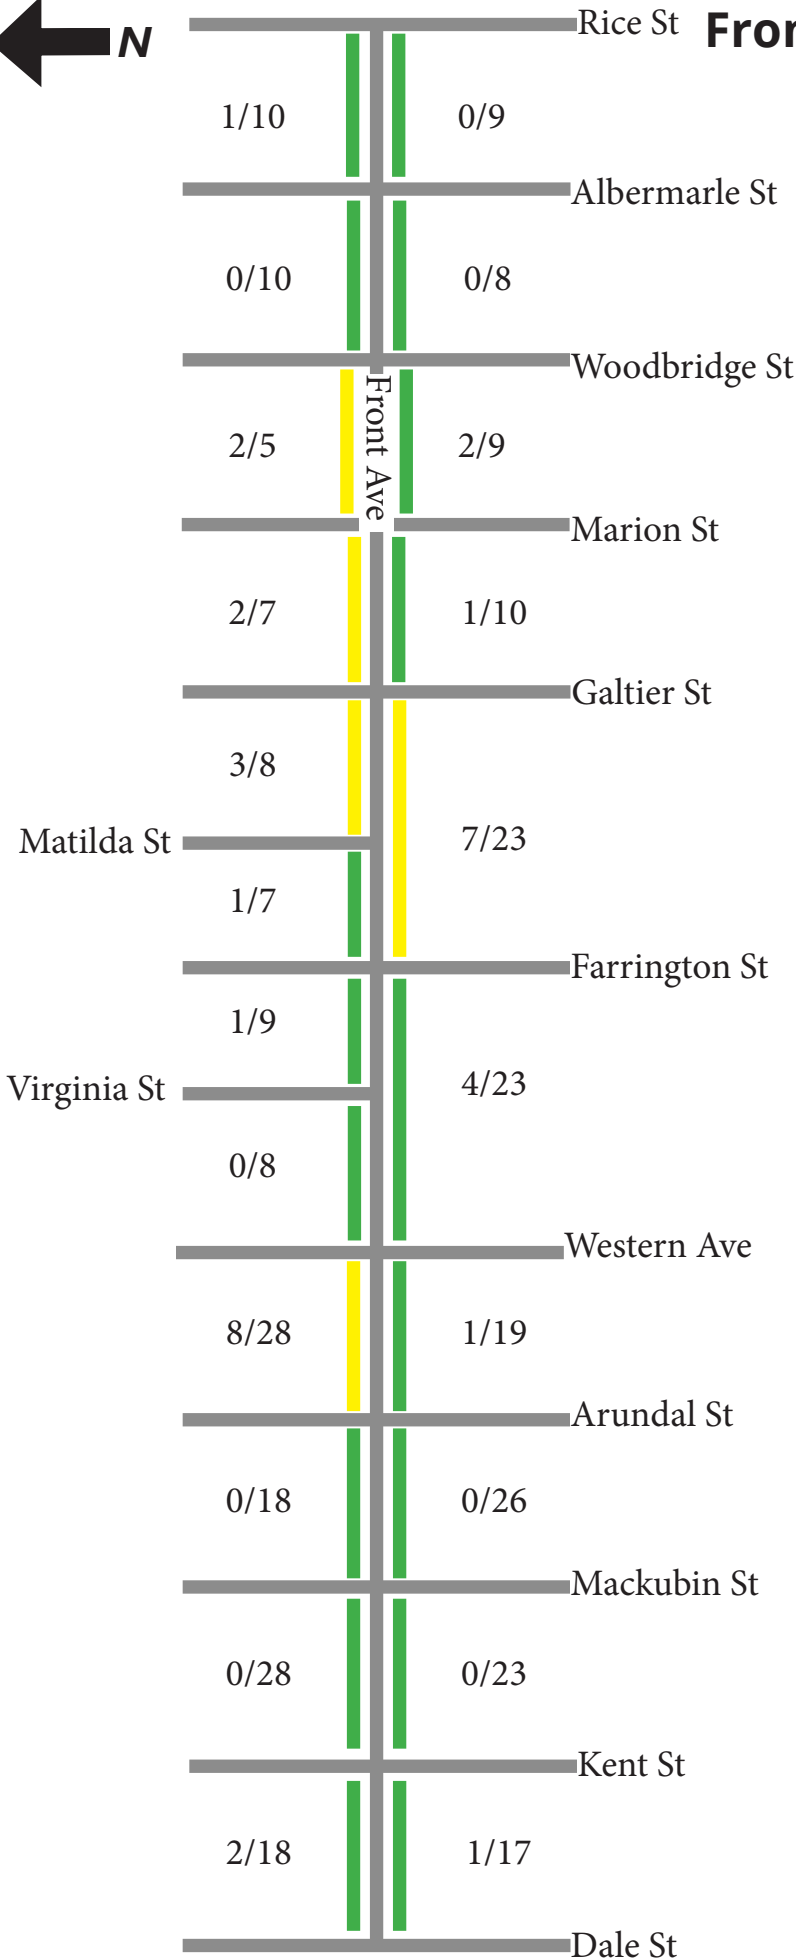 Rice St
N
1/10
0/9
Albermarle St
0/10
0/8
Woodbridge St
Front Ave
2/5
2/9
Marion St
2/7
1/10
Galtier St
3/8
7/23
Matilda St
1/7
Farrington St
1/9
4/23
Virginia St
0/8
Western Ave
8/28
1/19
Arundal St
0/18
0/26
Mackubin St
0/28
0/23
Kent St
2/18
1/17
Dale St